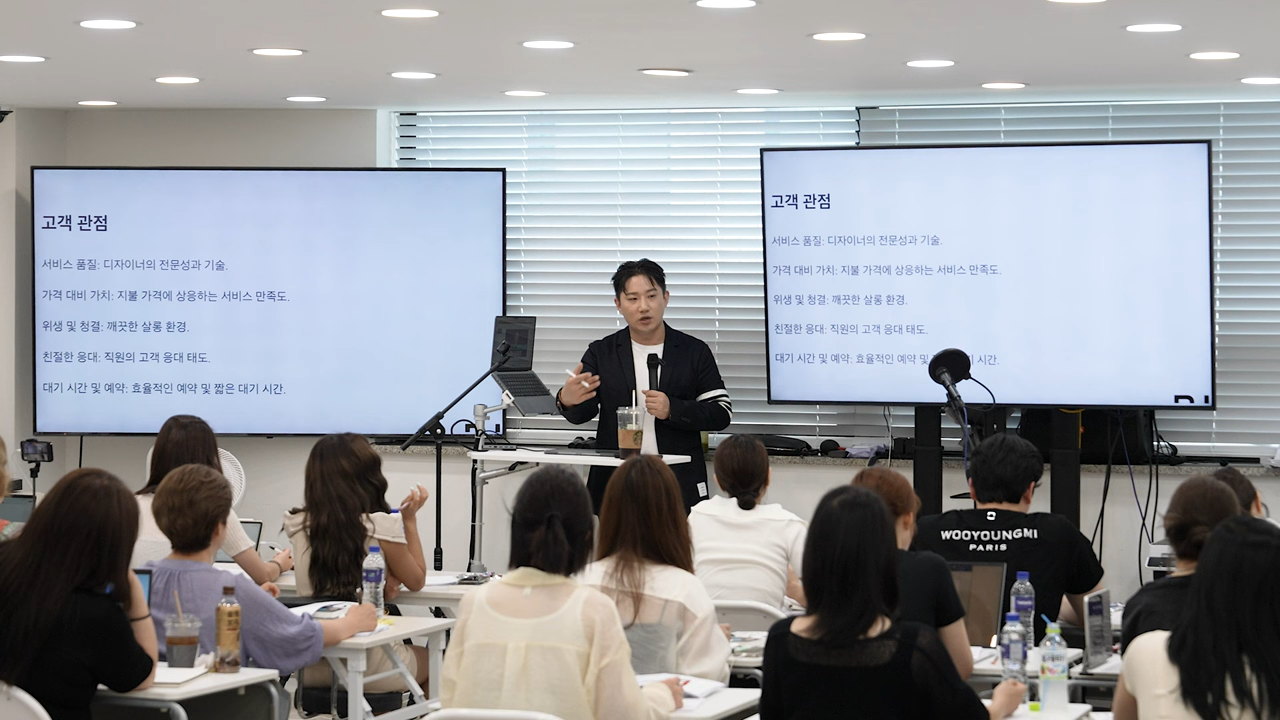 고객 관점
서비스 품질: 디자이너의 전문성과 기술.
가격 대비 가치: 지불 가격에 상응하는 서비스 만족도.
위생 및 청결: 깨끗한 살롱 환경.
친절한 응대: 직원의 고객 응대 태도.
대기 시간 및 예약: 효율적인 예약 및 짧은 대기 시간.
고객 관점
서비스 품질: 디자이너의 전문성과 기술.
가격 대비 가치: 지불 가격에 상응하는 서비스 만족도.
위생 및 청결: 깨끗한 살롱 환경.
친절한 응대: 직원의 고객 응대 태도.
대기 시간 및 예약: 효율적인 예약 시간.
WOOYOUNGMI
PARIS